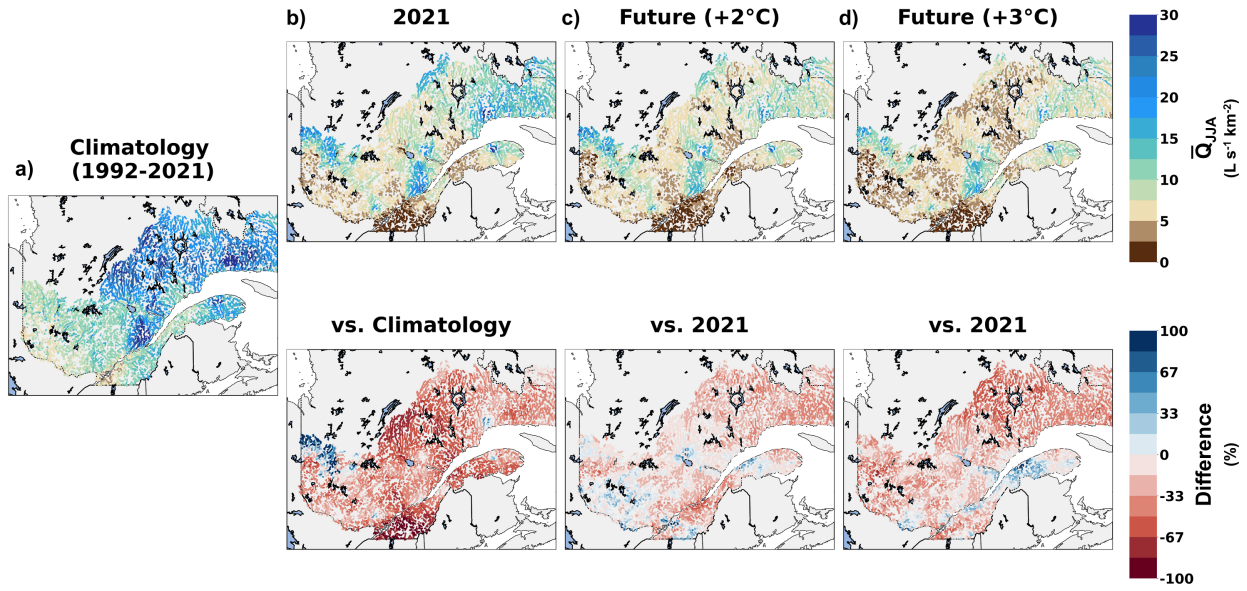 b)
2021
c)
Future (+2°C)
d)
Future (+3°C)
a)
Climatology
(1992-2021)
30
25
20
15
10
5
0
Q̅JJA
(L s⁻¹ km⁻²)
vs. Climatology
vs. 2021
vs. 2021
100
67
33
0
-33
-67
-100
Difference
(%)